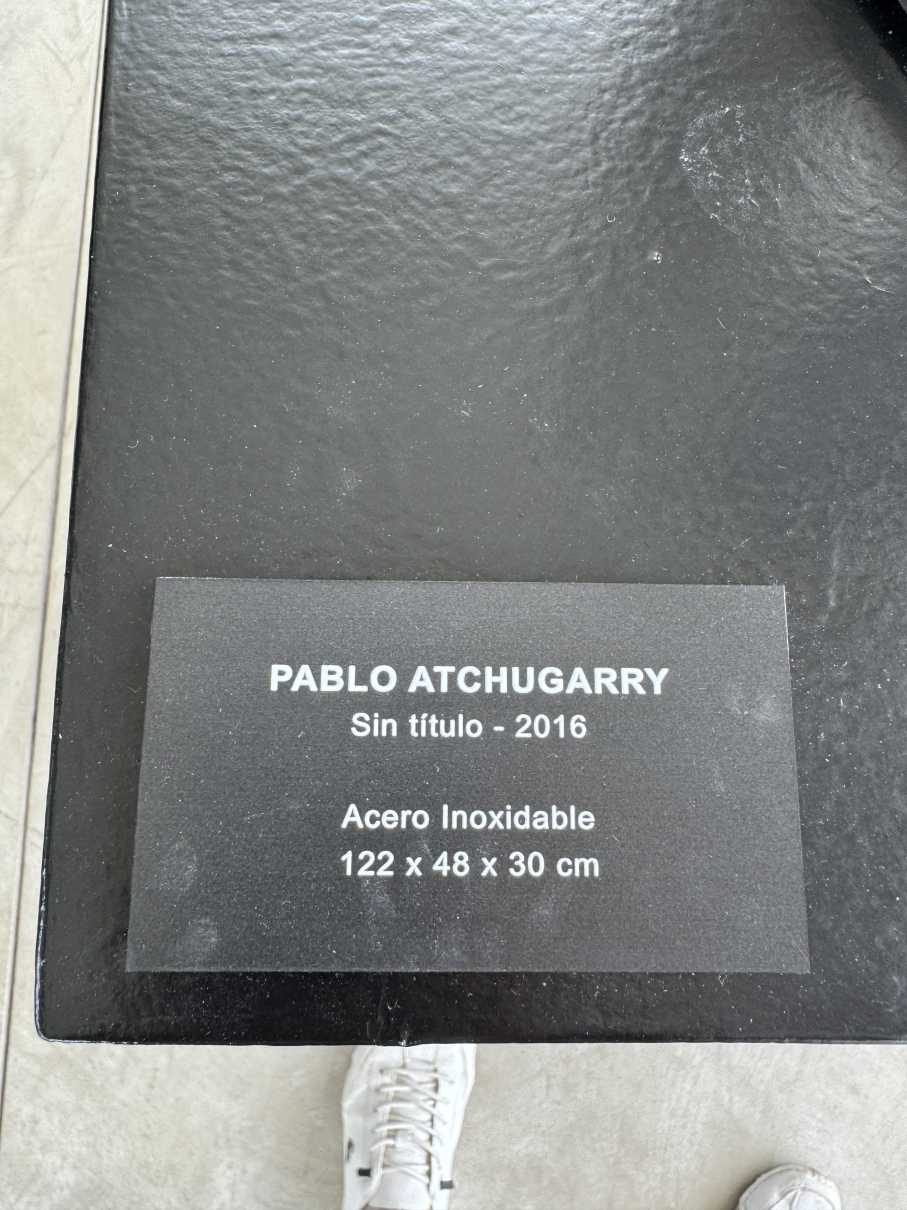 PABLO ATCHUGARRY
Sin título - 2016
Acero Inoxidable
122 x 48 x 30 cm